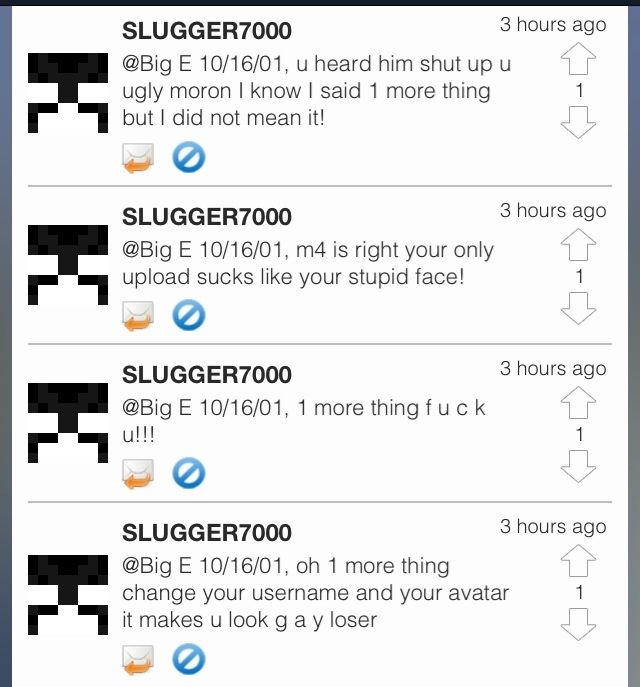 SLUGGER7000
3 hours ago
@Big E 10/16/01, u heard him shut up u
ugly moron I know I said 1 more thing
but I did not mean it!
1
SLUGGER7000
3 hours ago
@Big E 10/16/01, m4 is right your only
upload sucks like your stupid face!
1
SLUGGER7000
3 hours ago
@Big E 10/16/01, 1 more thing f u c k
u!!!
1
SLUGGER7000
3 hours ago
@Big E 10/16/01, oh 1 more thing
change your username and your avatar
it makes u look g a y loser
1